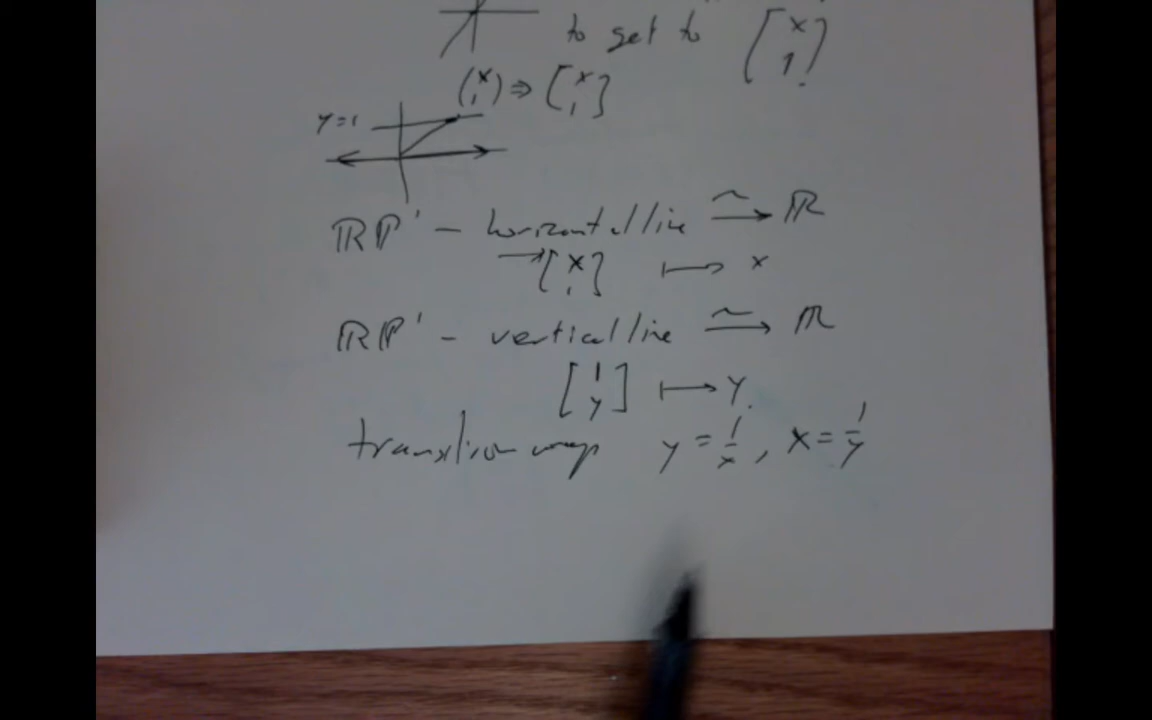 to get to [x 1]
(x 1) ⇒ [x 1]
y=1
RP¹ - horizontal line ⥲ R
→ [x 1] ↦ x
RP¹ - vertical line ⥲ R
[1 y] ↦ y.
transition map y = 1/x, x = 1/y